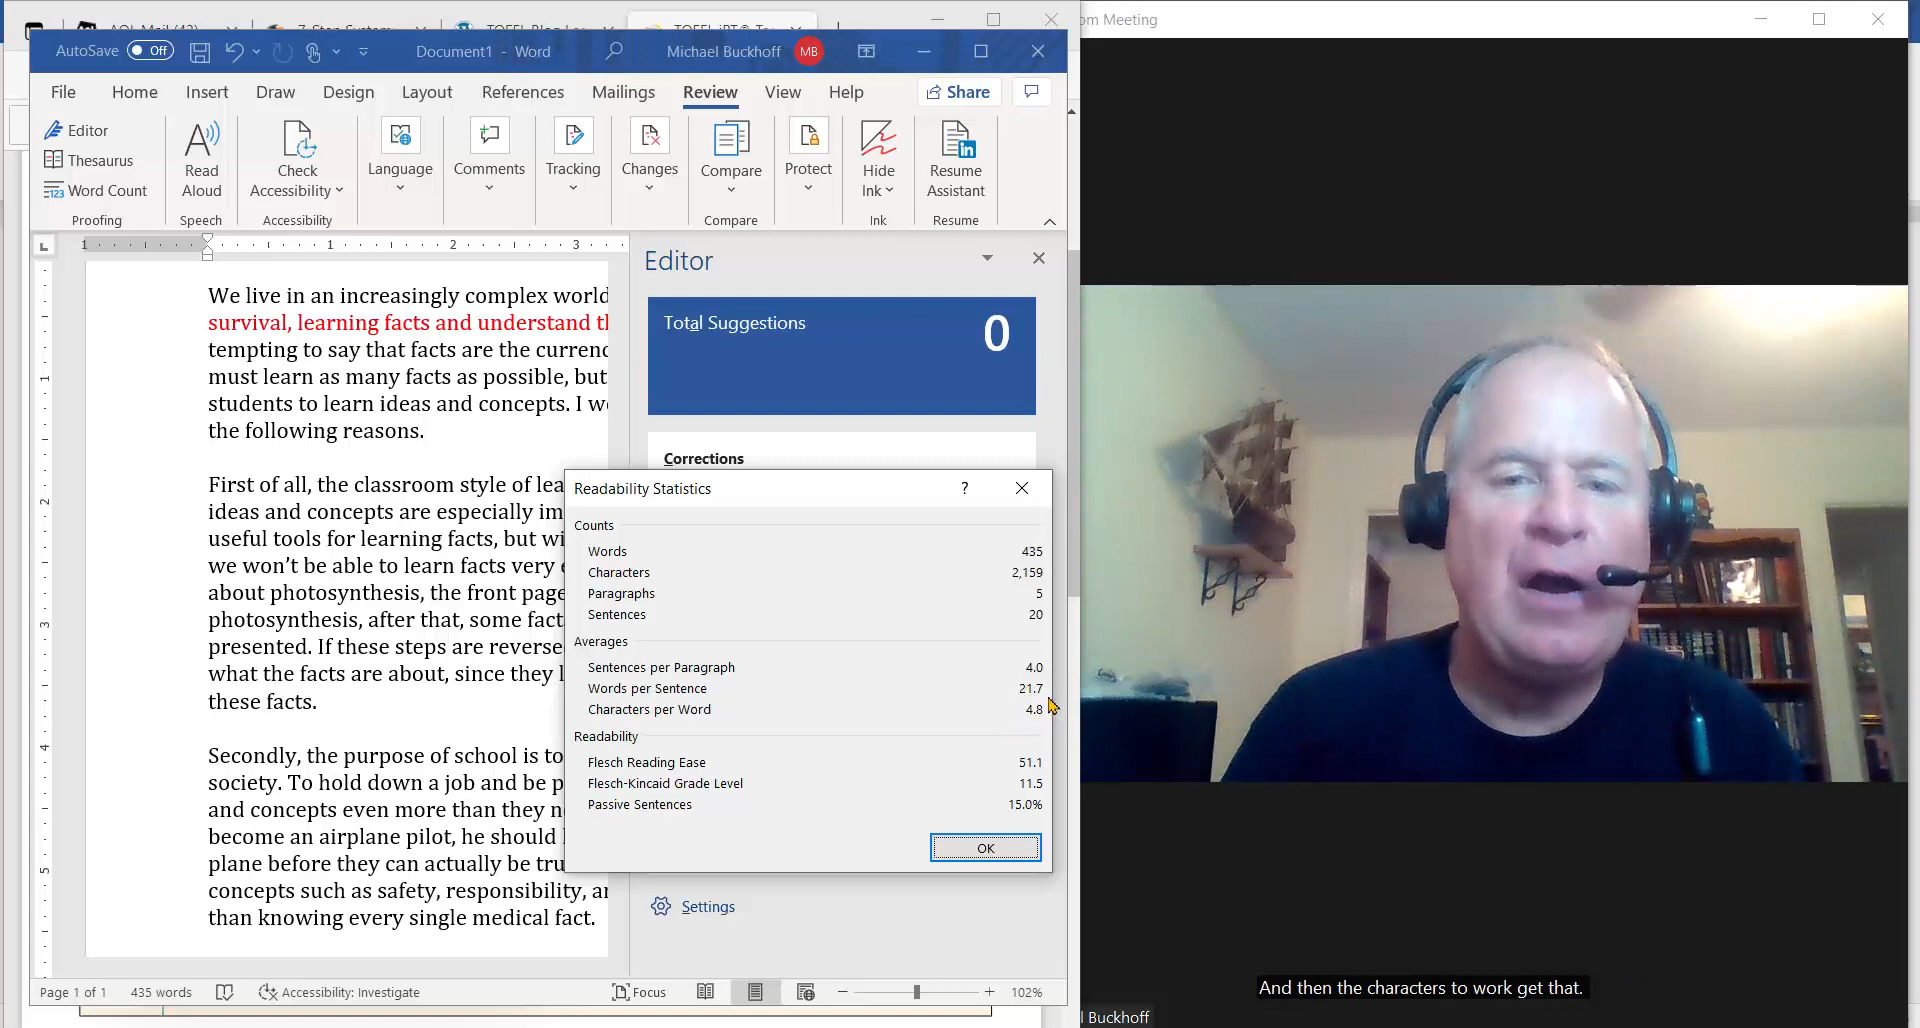 AutoSave Off Document1 - Word Michael Buckhoff MB
File Home Insert Draw Design Layout References Mailings Review View Help Share
Editor
Thesaurus
Word Count
Proofing
Read Aloud
Speech
Check Accessibility
Accessibility
Language
Comments
Tracking
Changes
Compare
Compare
Protect
Hide Ink
Ink
Resume Assistant
Resume
1 1 2 3
1
2
3
4
5
We live in an increasingly complex world
survival, learning facts and understand
tempting to say that facts are the
must learn as many facts as possible, but
students to learn ideas and concepts. I
the following reasons.
First of all, the classroom style of
ideas and concepts are especially
useful tools for learning facts, but
we won't be able to learn facts very
about photosynthesis, the front page
photosynthesis, after that, some
presented. If these steps are
what the facts are about, since they
these facts.
Secondly, the purpose of school is to
society. To hold down a job and be
and concepts even more than they
become an airplane pilot, he should
plane before they can actually be
concepts such as safety, responsibility,
than knowing every single medical fact.
Editor
Total Suggestions 0
Corrections
Readability Statistics ?
Counts
Words 435
Characters 2,159
Paragraphs 5
Sentences 20
Averages
Sentences per Paragraph 4.0
Words per Sentence 21.7
Characters per Word 4.8
Readability
Flesch Reading Ease 51.1
Flesch-Kincaid Grade Level 11.5
Passive Sentences 15.0%
OK
Settings
Page 1 of 1 435 words Accessibility: Investigate Focus 102%
Meeting
And then the characters to work get that.
Buckhoff